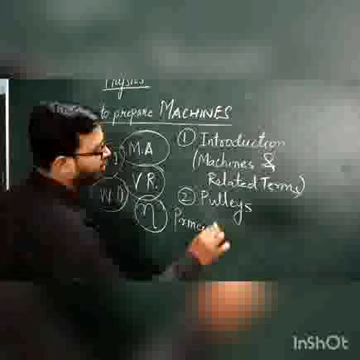 Physics
to prepare MACHINES
① Introduction
M.A
(Machines &
Related Terms)
V R.
② Pulleys
W D
η
InShOt